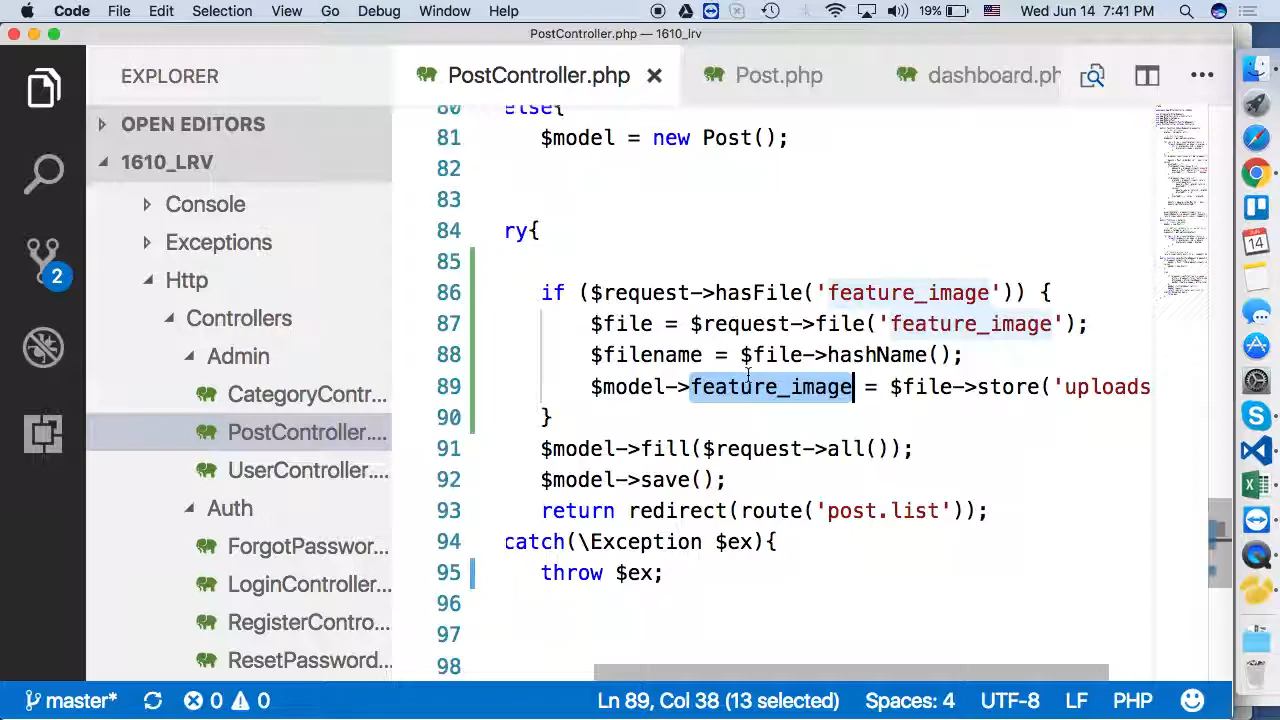 Code File Edit Selection View Go Debug Window Help 19% Wed Jun 14 7:41 PM
PostController.php — 1610_lrv
EXPLORER
PostController.php
Post.php
dashboard.ph
OPEN EDITORS
1610_LRV
Console
Exceptions
Http
Controllers
Admin
CategoryContr...
PostController....
UserController....
Auth
ForgotPasswor...
LoginController...
RegisterContro...
ResetPassword...
2
80 else{
81 $model = new Post();
82
83
84 ry{
85
86 if ($request->hasFile('feature_image')) {
87 $file = $request->file('feature_image');
88 $filename = $file->hashName();
89 $model->feature_image = $file->store('uploads
90 }
91 $model->fill($request->all());
92 $model->save();
93 return redirect(route('post.list'));
94 catch(\Exception $ex){
95 throw $ex;
96
97
98
master* 0 0 Ln 89, Col 38 (13 selected) Spaces: 4 UTF-8 LF PHP